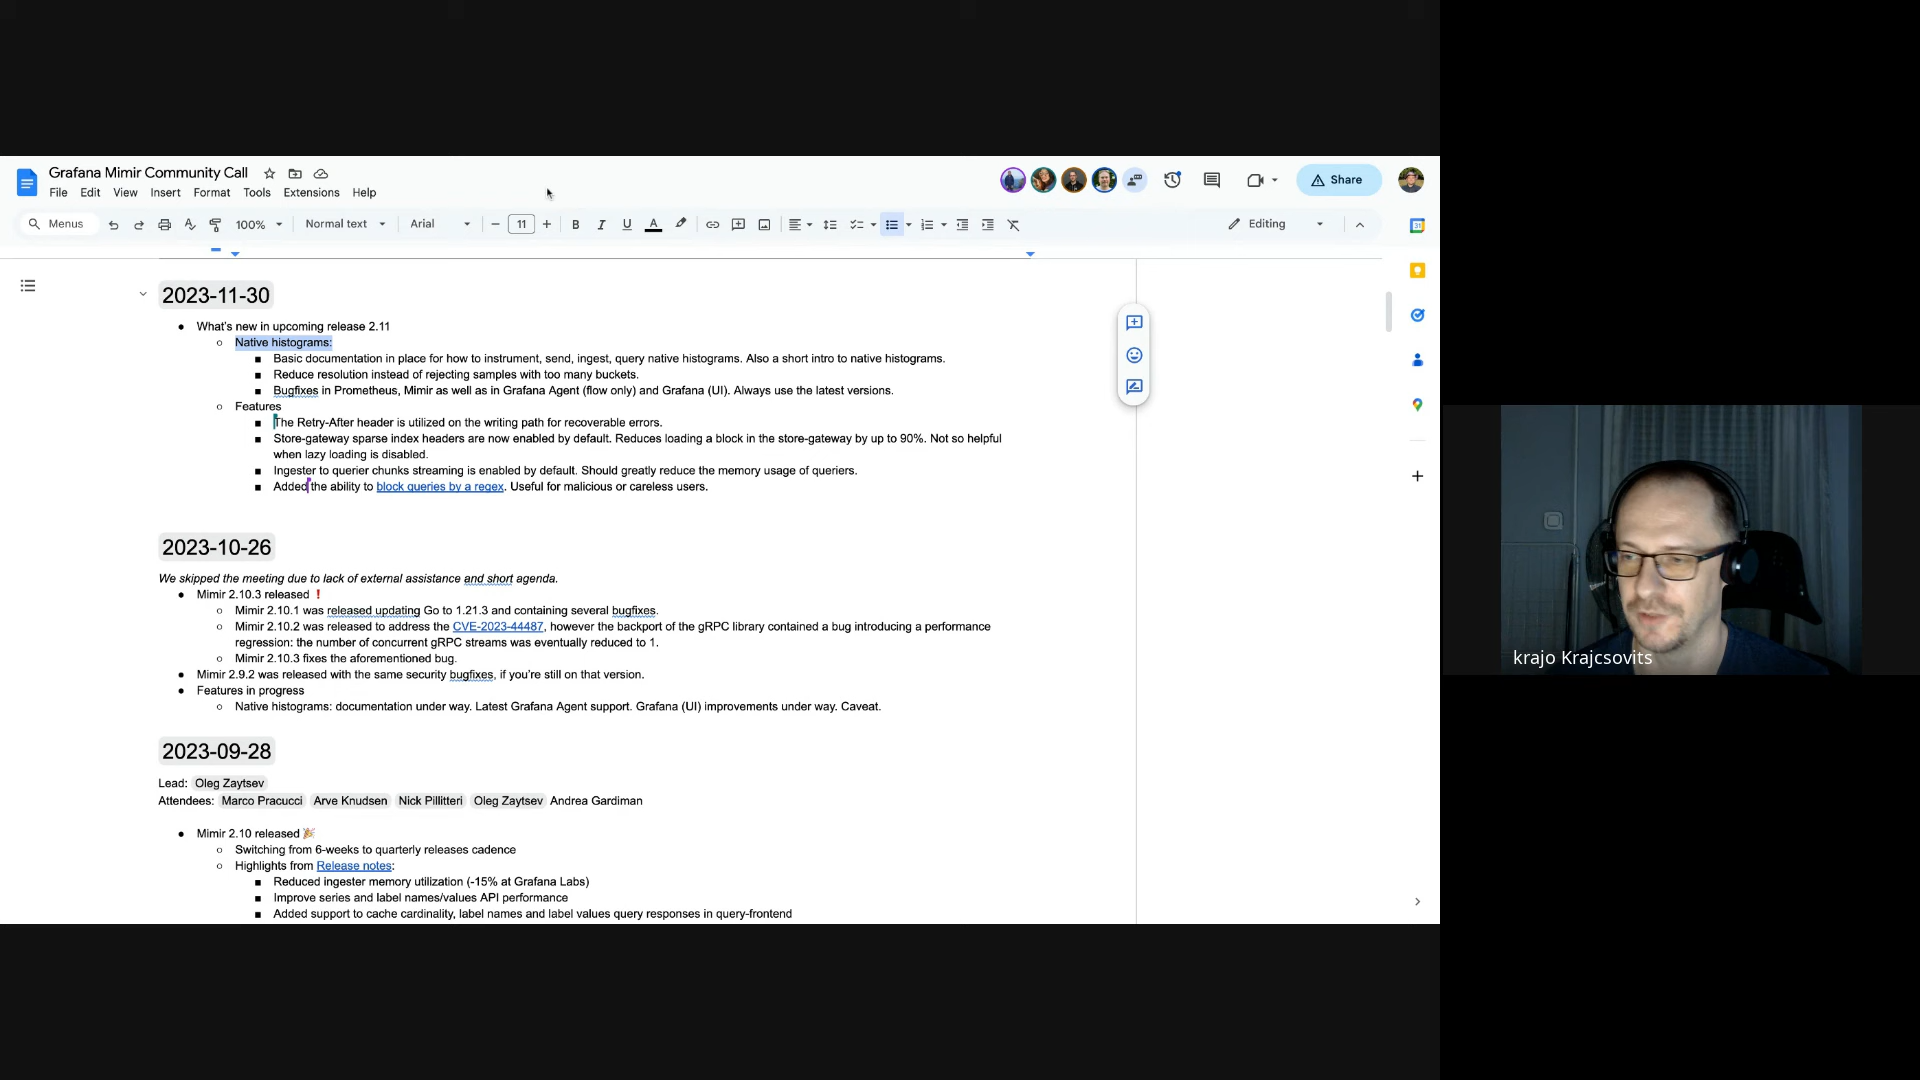 Grafana Mimir Community Call
File Edit View Insert Format Tools Extensions Help
Share
Menus 100% Normal text Arial 11 Editing
2023-11-30
What's new in upcoming release 2.11
Native histograms:
Basic documentation in place for how to instrument, send, ingest, query native histograms. Also a short intro to native histograms.
Reduce resolution instead of rejecting samples with too many buckets.
Bugfixes in Prometheus, Mimir as well as in Grafana Agent (flow only) and Grafana (UI). Always use the latest versions.
Features
The Retry-After header is utilized on the writing path for recoverable errors.
Store-gateway sparse index headers are now enabled by default. Reduces loading a block in the store-gateway by up to 90%. Not so helpful
when lazy loading is disabled.
Ingester to querier chunks streaming is enabled by default. Should greatly reduce the memory usage of queriers.
Added the ability to block queries by a regex. Useful for malicious or careless users.
2023-10-26
We skipped the meeting due to lack of external assistance and short agenda.
Mimir 2.10.3 released ❗
Mimir 2.10.1 was released updating Go to 1.21.3 and containing several bugfixes.
Mimir 2.10.2 was released to address the CVE-2023-44487, however the backport of the gRPC library contained a bug introducing a performance
regression: the number of concurrent gRPC streams was eventually reduced to 1.
Mimir 2.10.3 fixes the aforementioned bug.
Mimir 2.9.2 was released with the same security bugfixes, if you're still on that version.
Features in progress
Native histograms: documentation under way. Latest Grafana Agent support. Grafana (UI) improvements under way. Caveat.
2023-09-28
Lead: Oleg Zaytsev
Attendees: Marco Pracucci Arve Knudsen Nick Pillitteri Oleg Zaytsev Andrea Gardiman
Mimir 2.10 released 🎉
Switching from 6-weeks to quarterly releases cadence
Highlights from Release notes:
Reduced ingester memory utilization (-15% at Grafana Labs)
Improve series and label names/values API performance
Added support to cache cardinality, label names and label values query responses in query-frontend
krajo Krajcsovits